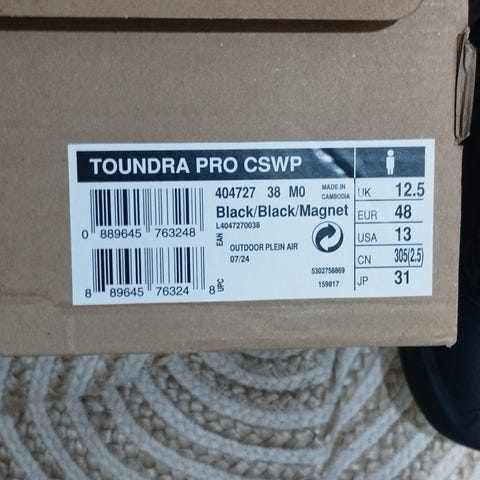 TOUNDRA PRO CSWP
404727 38 M0
MADE IN
CAMBODIA
Black/Black/Magnet
L4047270038
0 889645 763248
EAN
OUTDOOR PLEIN AIR
07/24
5302758869
159817
8 89645 76324 8
UPC
UK 12.5
EUR 48
USA 13
CN 305(2.5)
JP 31